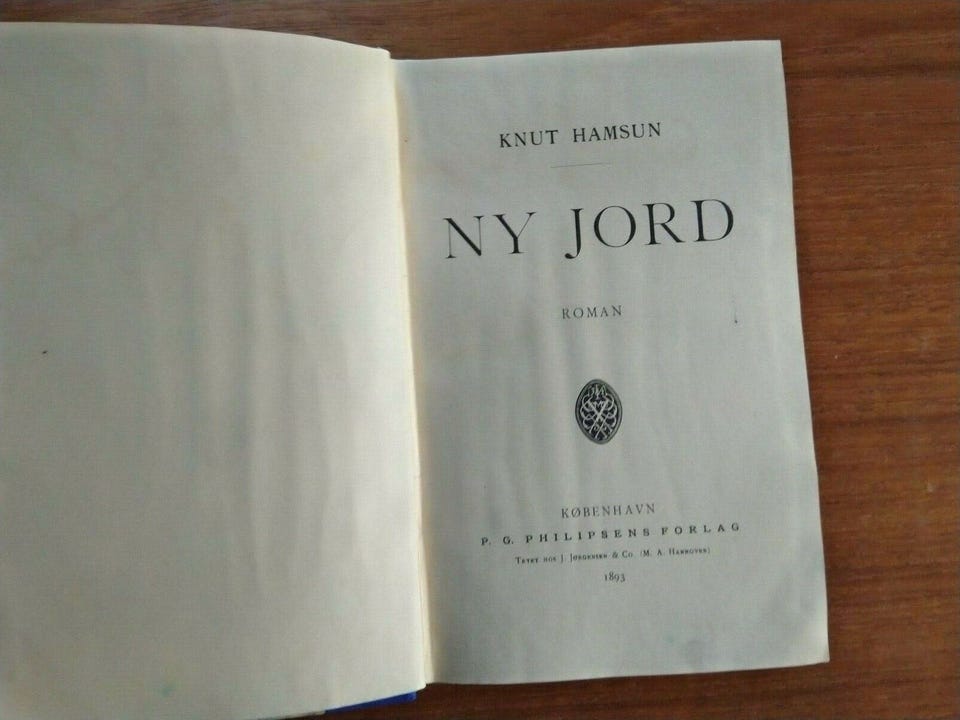 KNUT HAMSUN
NY JORD
ROMAN
KØBENHAVN
P. G. PHILIPSENS FORLAG
TRYKT HOS J. JØRGENSEN & CO. (M. A. HANNOVER)
1893